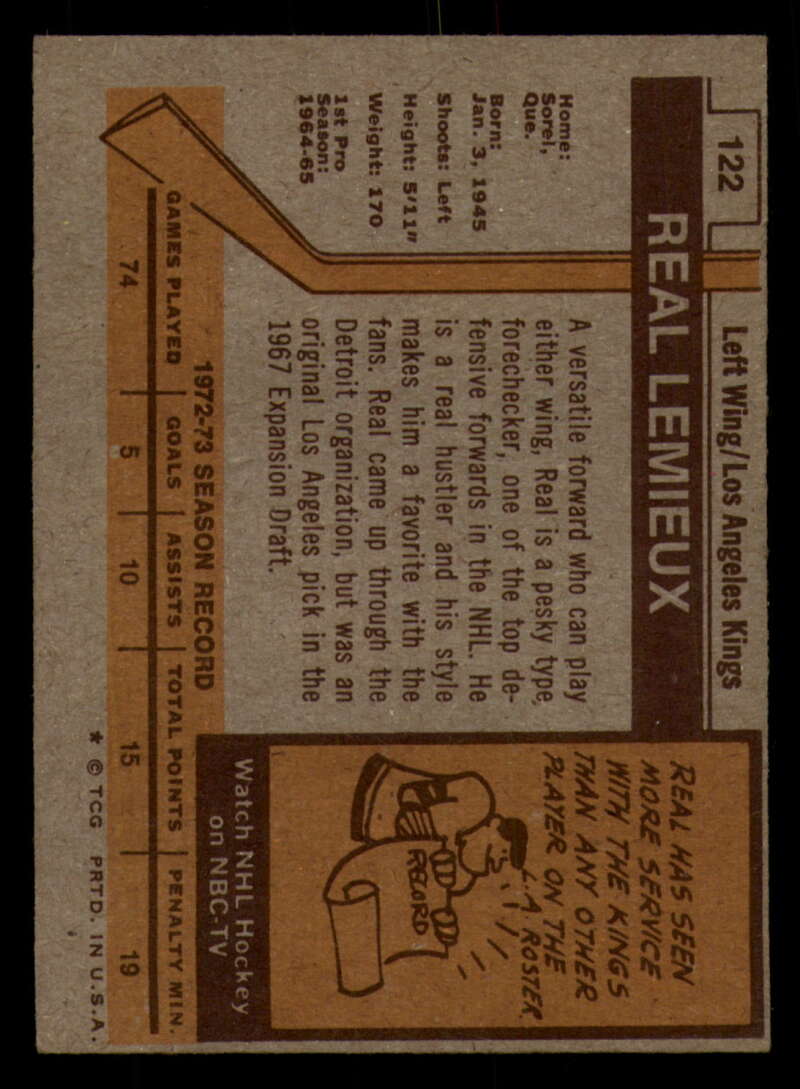 122
Left Wing/Los Angeles Kings
REAL LEMIEUX
Home:
Sorel,
Que.
Born:
Jan. 3, 1945
Shoots: Left
Height: 5'11"
Weight: 170
1st Pro
Season:
1964-65
A versatile forward who can play
either wing, Real is a pesky type
forechecker, one of the top de-
fensive forwards in the NHL. He
is a real hustler and his style
makes him a favorite with the
fans. Real came up through the
Detroit organization, but was an
original Los Angeles pick in the
1967 Expansion Draft.
REAL HAS SEEN
MORE SERVICE
WITH THE KINGS
THAN ANY OTHER
PLAYER ON THE
L.A. ROSTER.
RECORD
Watch NHL Hockey
on NBC-TV
1972-73 SEASON RECORD
GAMES PLAYED GOALS ASSISTS TOTAL POINTS PENALTY MIN.
74 5 10 15 19
* © TCG PRTD. IN U.S.A.